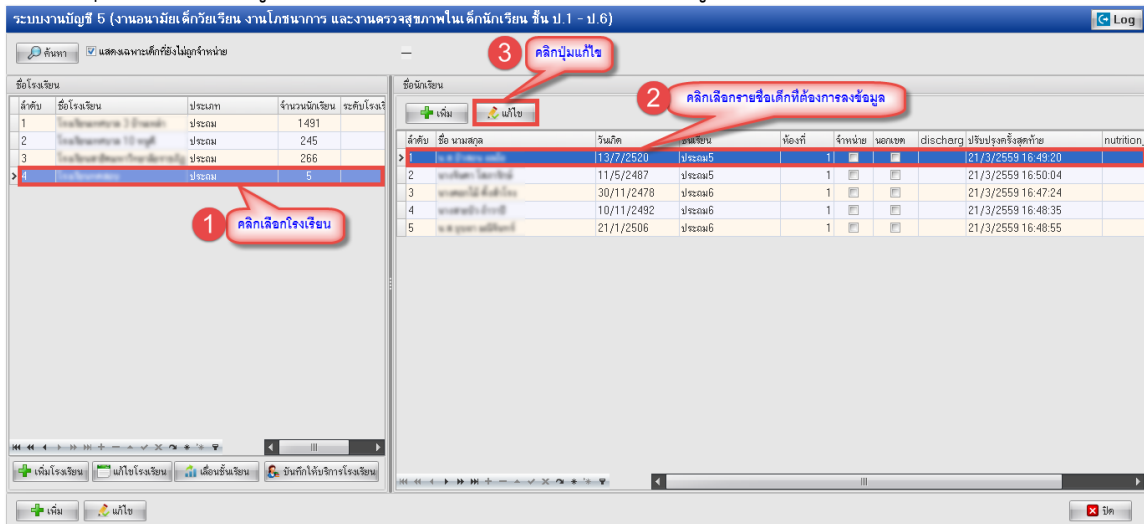 ระบบงานบัญชี 5 (งานอนามัยเด็กวัยเรียน งานโภชนาการ และงานตรวจสุขภาพในเด็กนักเรียน ชั้น ป.1 - ป.6) Log
ค้นหา แสดงเฉพาะเด็กที่ยังไม่ถูกจำหน่าย
3 คลิกปุ่มแก้ไข
ชื่อโรงเรียน ชื่อนักเรียน
ลำดับ ชื่อโรงเรียน ประเภท จำนวนนักเรียน ระดับโรงเรี
1 ประถม 1491
2 ประถม 245
3 ประถม 266
4 ประถม 5
1 คลิกเลือกโรงเรียน
2 คลิกเลือกรายชื่อเด็กที่ต้องการลงข้อมูล
เพิ่ม แก้ไข
ลำดับ ชื่อ นามสกุล วันเกิด ชั้นเรียน ห้องที่ จำหน่าย นอกเขต discharg ปรับปรุงครั้งสุดท้าย nutrition_
1 13/7/2520 ประถม5 1 21/3/2559 16:49:20
2 11/5/2487 ประถม5 1 21/3/2559 16:50:04
3 30/11/2478 ประถม6 1 21/3/2559 16:47:24
4 10/11/2492 ประถม6 1 21/3/2559 16:48:35
5 21/1/2506 ประถม6 1 21/3/2559 16:48:55
เพิ่มโรงเรียน แก้ไขโรงเรียน เลื่อนชั้นเรียน บันทึกให้บริการโรงเรียน
เพิ่ม แก้ไข ปิด